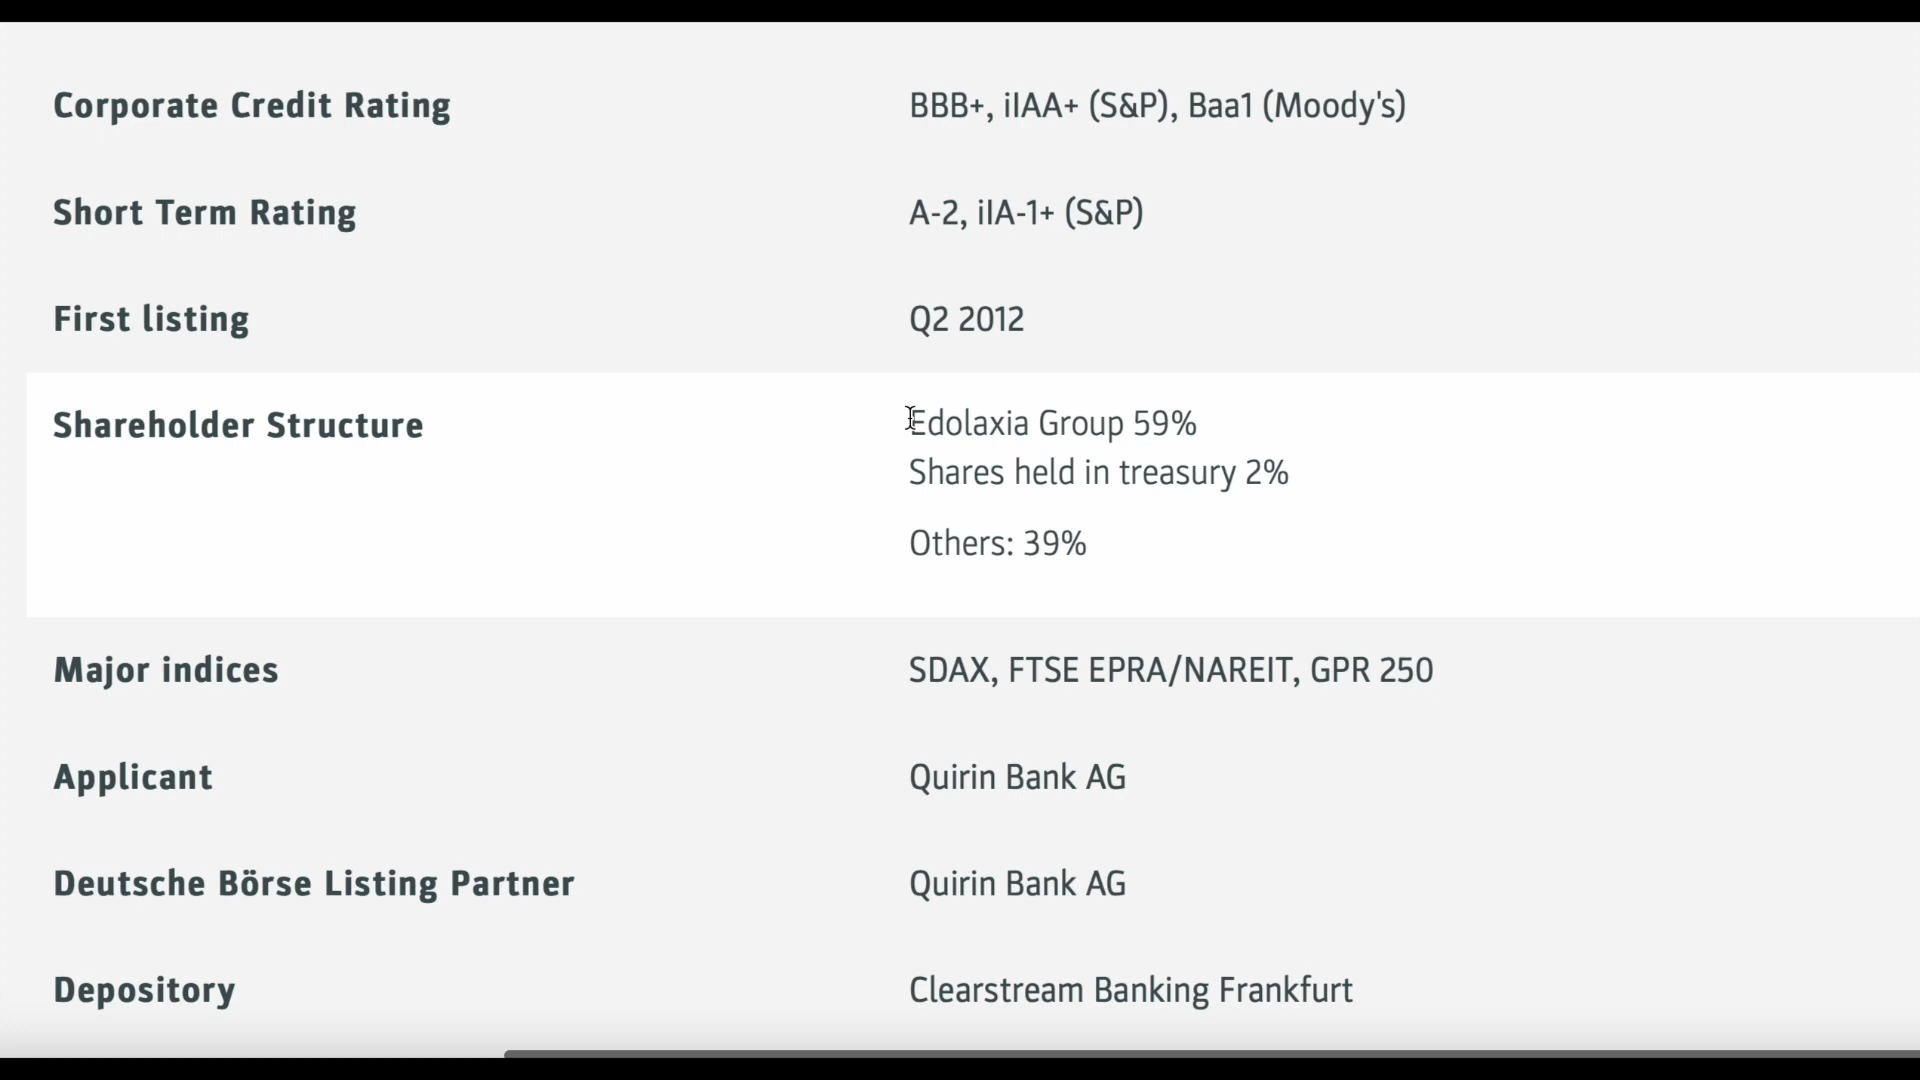 Corporate Credit Rating BBB+, ilAA+ (S&P), Baa1 (Moody's)
Short Term Rating A-2, ilA-1+ (S&P)
First listing Q2 2012
Shareholder Structure Edolaxia Group 59%
Shares held in treasury 2%
Others: 39%
Major indices SDAX, FTSE EPRA/NAREIT, GPR 250
Applicant Quirin Bank AG
Deutsche Börse Listing Partner Quirin Bank AG
Depository Clearstream Banking Frankfurt